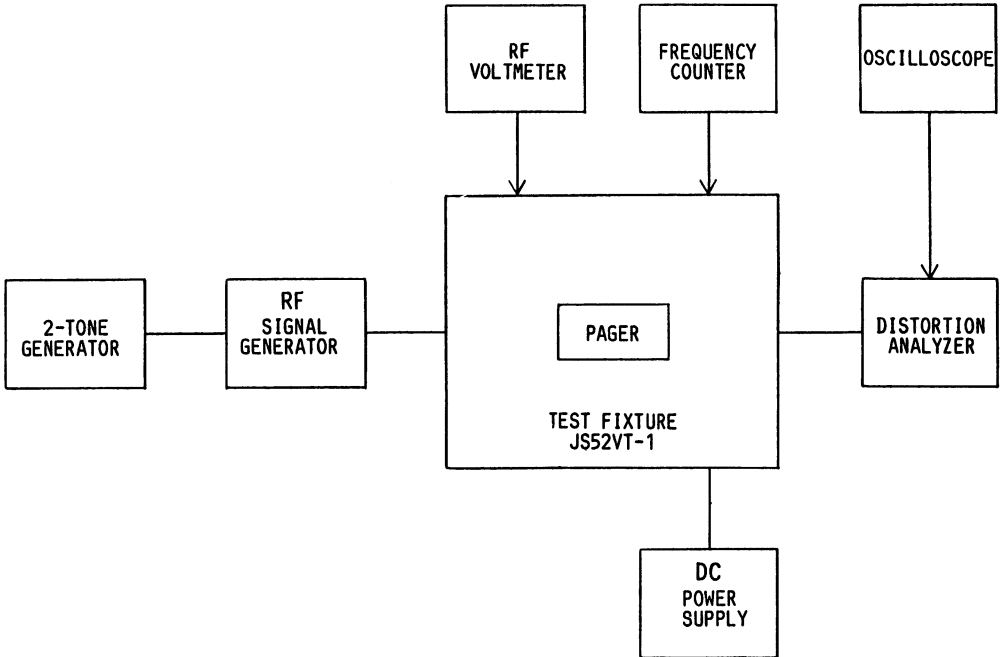 RF
VOLTMETER
FREQUENCY
COUNTER
OSCILLOSCOPE
2-TONE
GENERATOR
RF
SIGNAL
GENERATOR
PAGER
TEST FIXTURE
JS52VT-1
DISTORTION
ANALYZER
DC
POWER
SUPPLY